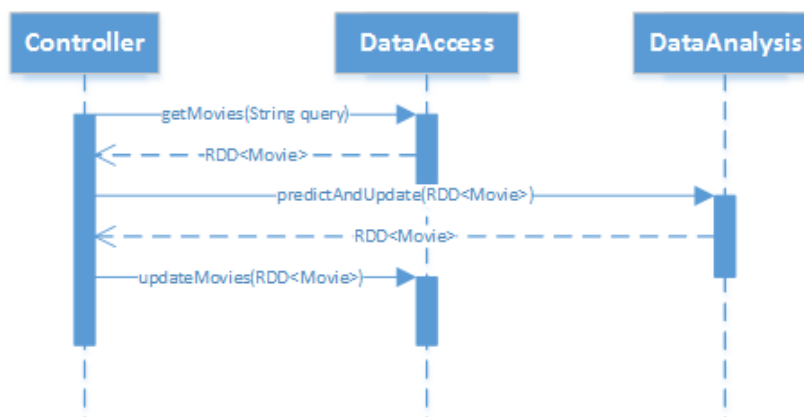 Controller
DataAccess
DataAnalysis
getMovies(String query)
RDD<Movie>
predictAndUpdate(RDD<Movie>)
RDD<Movie>
updateMovies(RDD<Movie>)